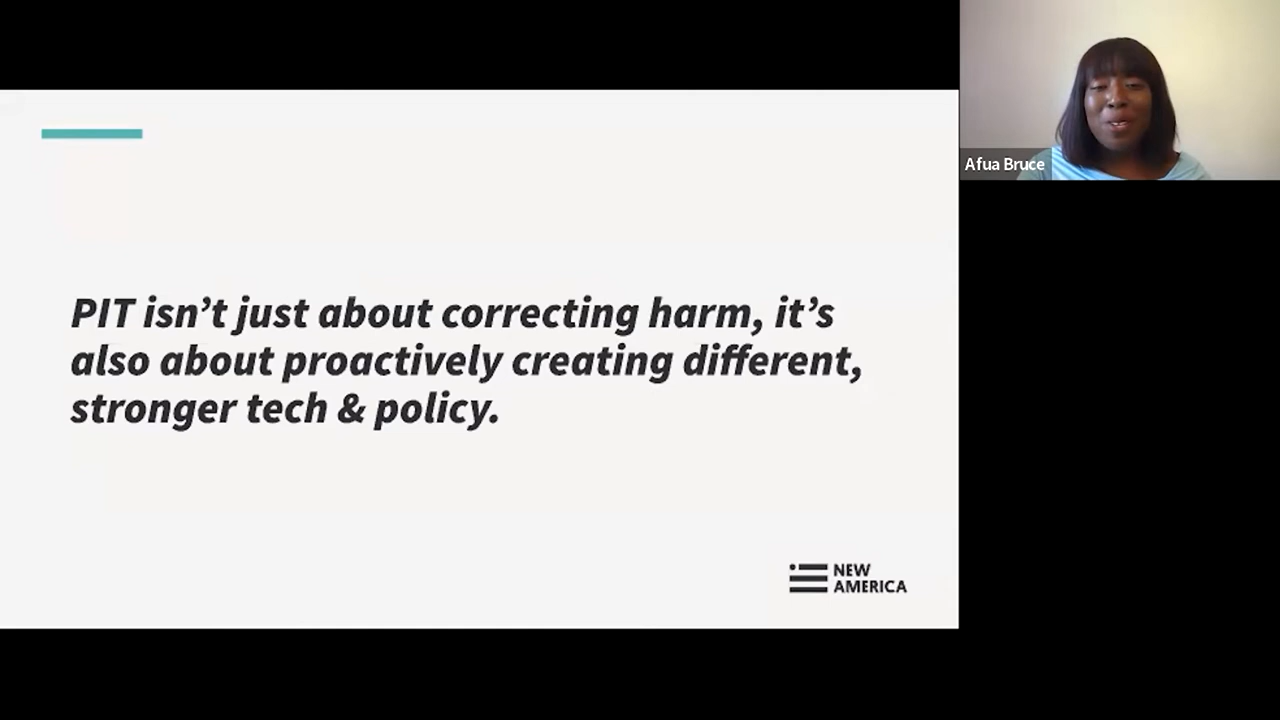 PIT isn’t just about correcting harm, it’s
also about proactively creating different,
stronger tech & policy.
NEW
AMERICA
Afua Bruce